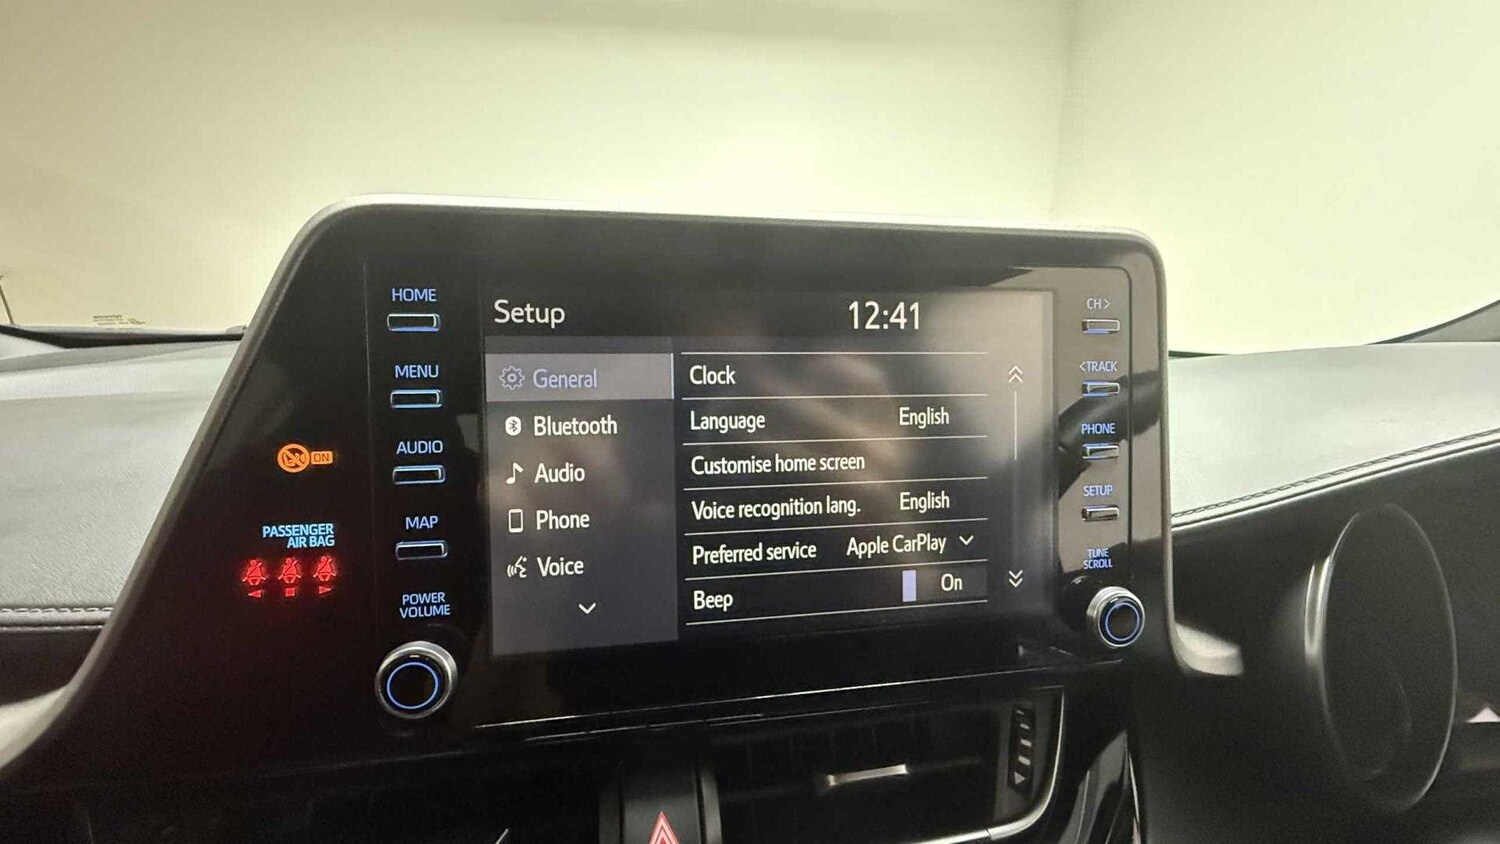 HOME
MENU
AUDIO
MAP
POWER
VOLUME
ON
PASSENGER
AIR BAG
Setup
12:41
General
Bluetooth
Audio
Phone
Voice
Clock
Language English
Customise home screen
Voice recognition lang. English
Preferred service Apple CarPlay
Beep On
CH>
<TRACK
PHONE
SETUP
TUNE
SCROLL